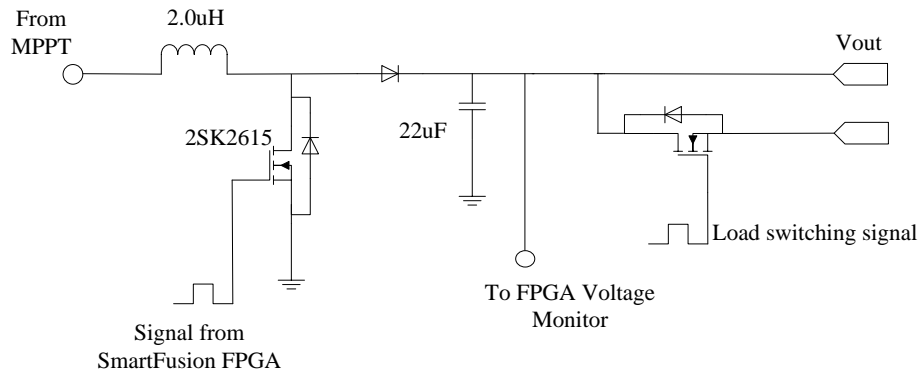 From
MPPT
2.0uH
Vout
2SK2615
22uF
Load switching signal
To FPGA Voltage
Monitor
Signal from
SmartFusion FPGA